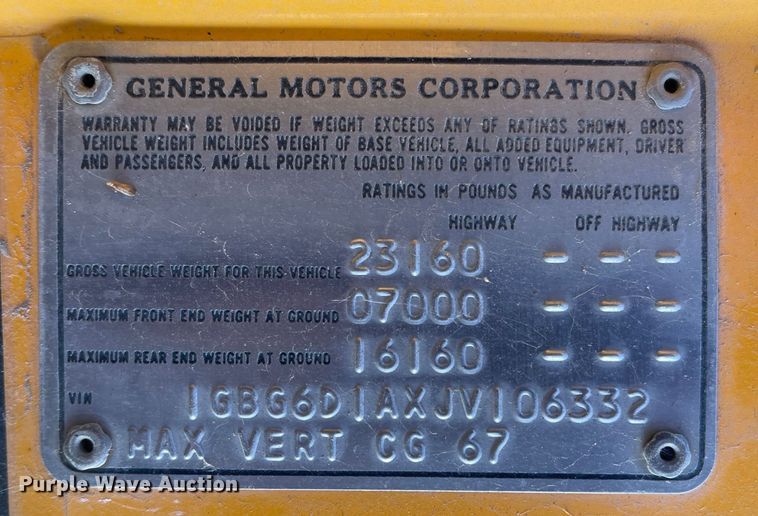 GENERAL MOTORS CORPORATION
WARRANTY MAY BE VOIDED IF WEIGHT EXCEEDS ANY OF RATINGS SHOWN. GROSS
VEHICLE WEIGHT INCLUDES WEIGHT OF BASE VEHICLE, ALL ADDED EQUIPMENT, DRIVER
AND PASSENGERS, AND ALL PROPERTY LOADED INTO OR ONTO VEHICLE.
RATINGS IN POUNDS AS MANUFACTURED
HIGHWAY OFF HIGHWAY
GROSS VEHICLE WEIGHT FOR THIS VEHICLE 23160 - - -
MAXIMUM FRONT END WEIGHT AT GROUND 07000 - - -
MAXIMUM REAR END WEIGHT AT GROUND 16160 - - -
VIN 1GBG6D1AXJV106332
MAX VERT CG 67
Purple Wave Auction